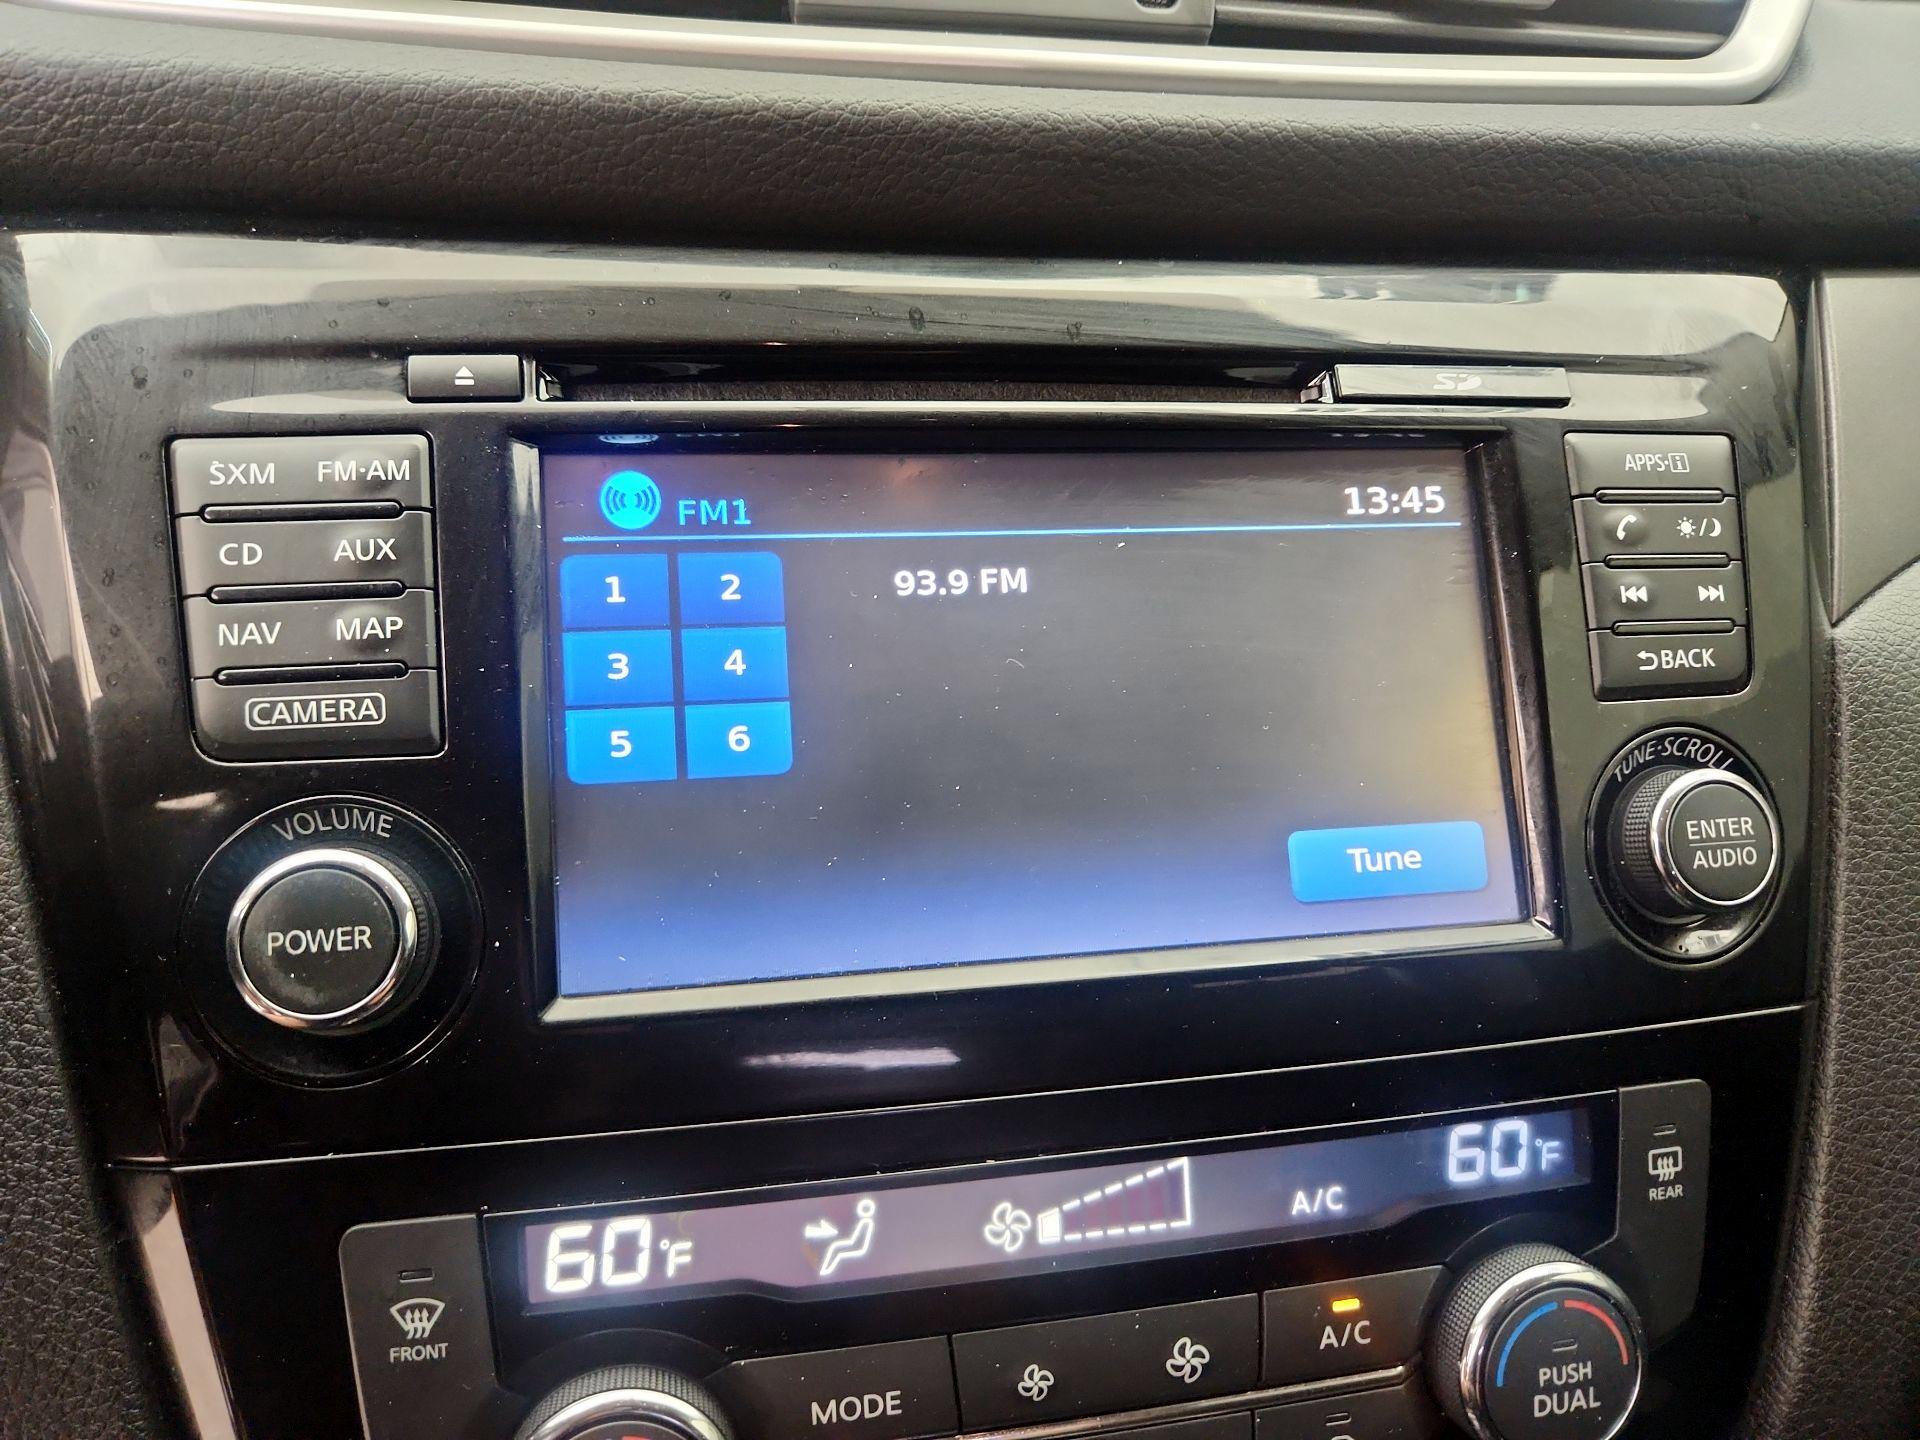 SD
SXM FM·AM
CD AUX
NAV MAP
CAMERA
VOLUME
POWER
FM1 13:45
1 2
3 4
5 6
93.9 FM
Tune
APPS·i
BACK
TUNE·SCROLL
ENTER
AUDIO
60°F
A/C
60°F
REAR
FRONT
MODE
A/C
PUSH
DUAL